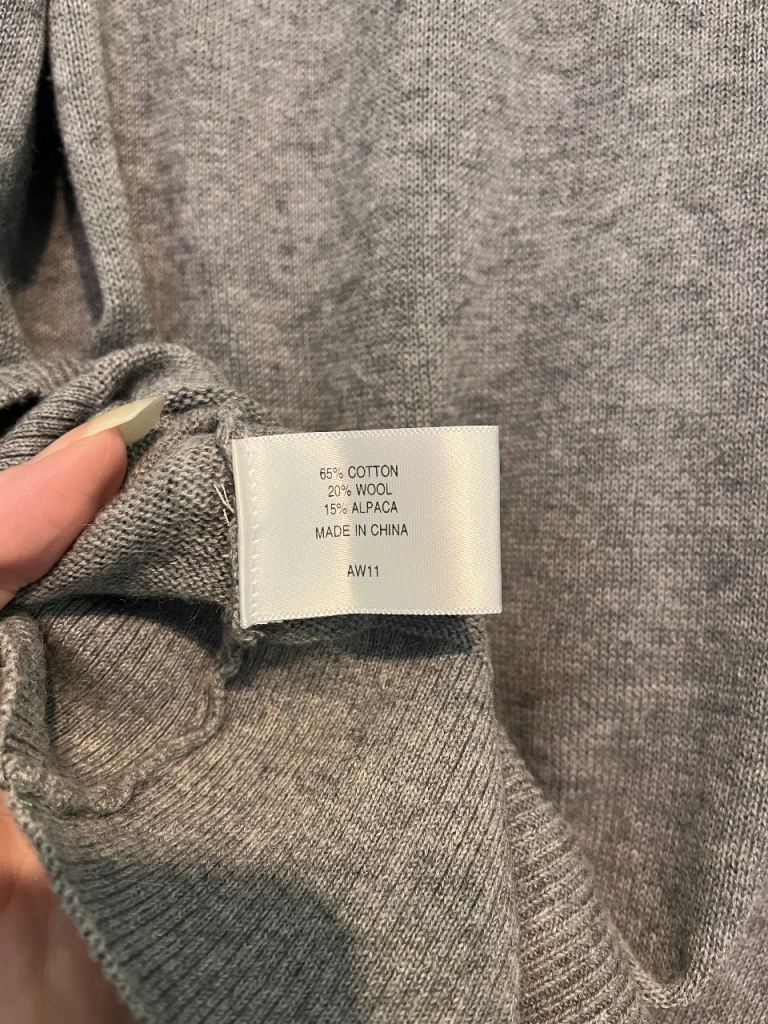 65% COTTON
20% WOOL
15% ALPACA
MADE IN CHINA
AW11